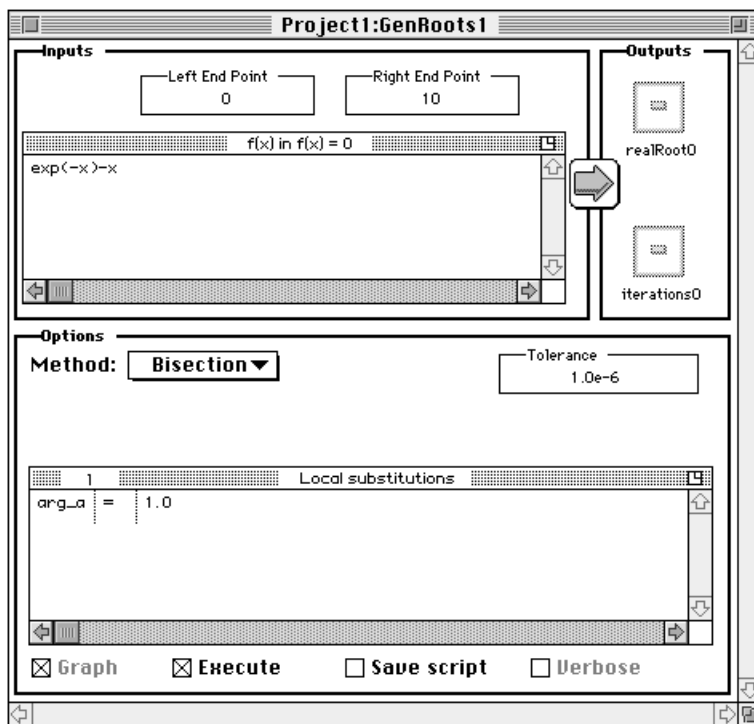 Project1:GenRoots1
Inputs
Outputs
Left End Point
0
Right End Point
10
f(x) in f(x) = 0
exp(-x)-x
realRoot0
iterations0
Options
Method: Bisection
Tolerance
1.0e-6
1 Local substitutions
arg_a = 1.0
Graph Execute Save script Verbose